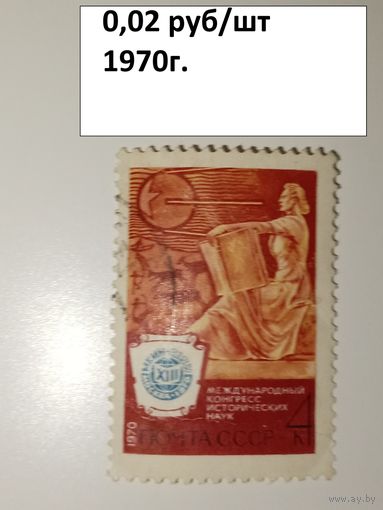 0,02 руб/шт
1970г.
XIII
МЕЖДУНАРОДНЫЙ
КОНГРЕСС
ИСТОРИЧЕСКИХ
НАУК
1970
ПОЧТА СССР
4
К
www.ay.by